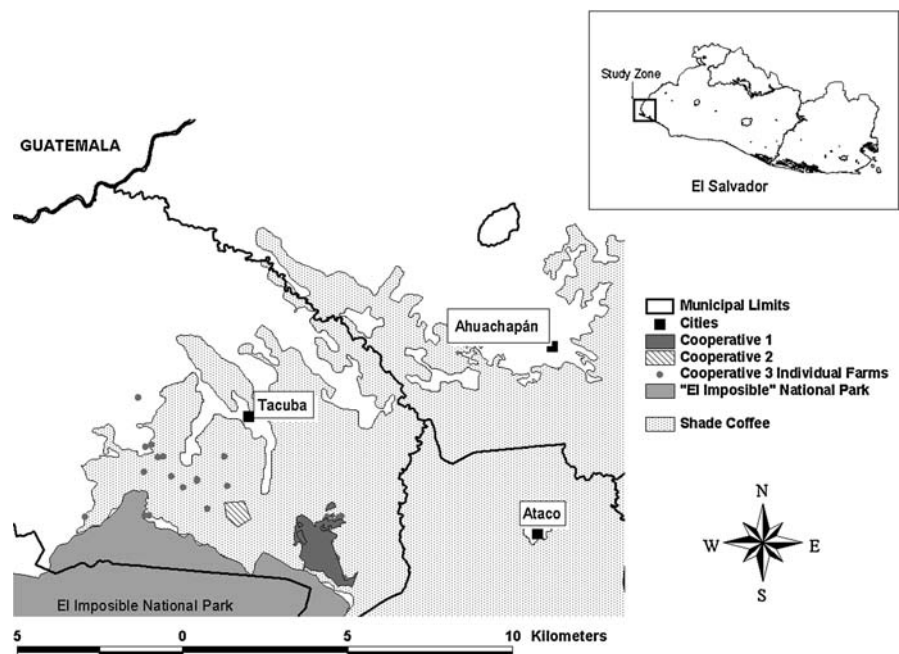 Study Zone
El Salvador
GUATEMALA
Ahuachapán
Tacuba
Ataco
El Imposible National Park
Municipal Limits
Cities
Cooperative 1
Cooperative 2
Cooperative 3 Individual Farms
"El Imposible" National Park
Shade Coffee
N
W E
S
5 0 5 10 Kilometers